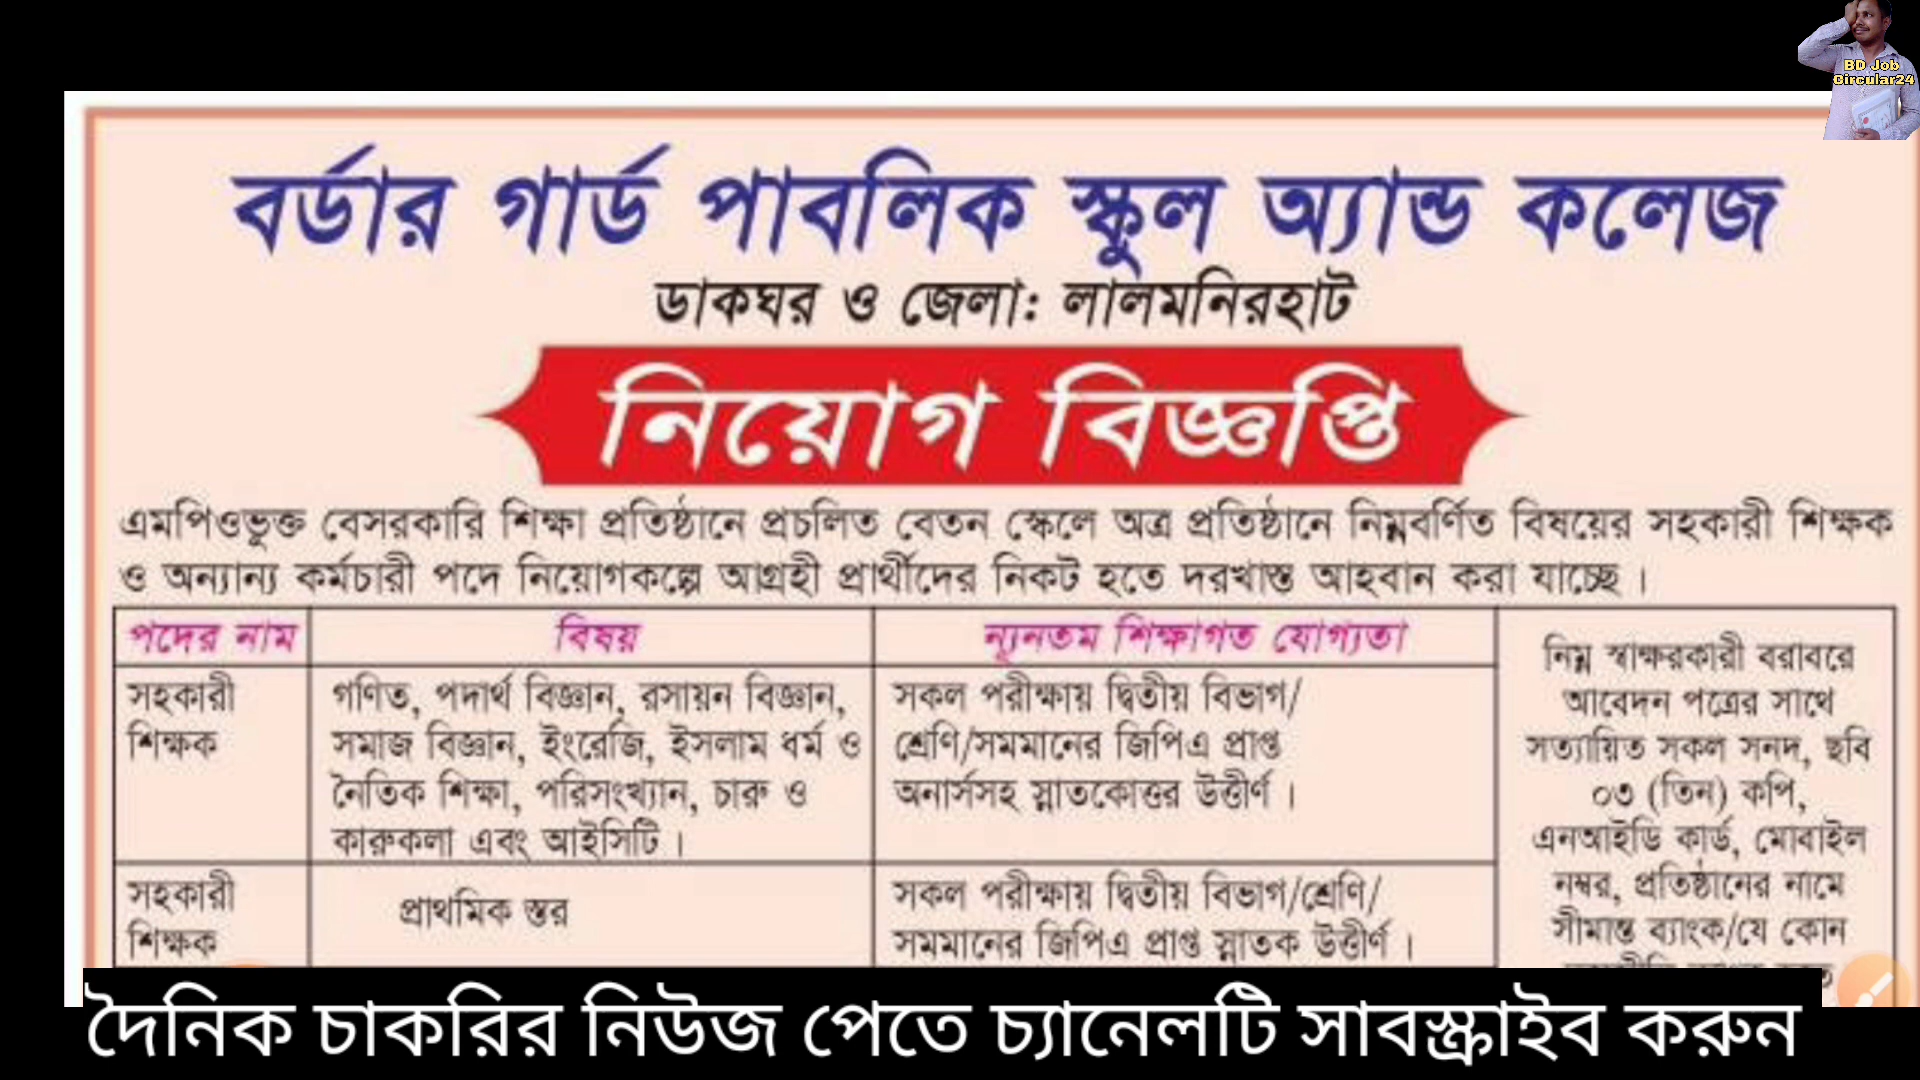 BD Job
Gircular24
বর্ডার গার্ড পাবলিক স্কুল অ্যান্ড কলেজ
ডাকঘর ও জেলা: লালমনিরহাট
নিয়োগ বিজ্ঞপ্তি
এমপিওভূক্ত বেসরকারি শিক্ষা প্রতিষ্ঠানে প্রচলিত বেতন স্কেলে অত্র প্রতিষ্ঠানে নিম্নবর্ণিত বিষয়ের সহকারী শিক্ষক
ও অন্যান্য কর্মচারী পদে নিয়োগকল্পে আগ্রহী প্রার্থীদের নিকট হতে দরখাস্ত আহবান করা যাচ্ছে।
পদের নাম
বিষয়
ন্যূনতম শিক্ষাগত যোগ্যতা
সহকারী
শিক্ষক
গণিত, পদার্থ বিজ্ঞান, রসায়ন বিজ্ঞান,
সমাজ বিজ্ঞান, ইংরেজি, ইসলাম ধর্ম ও
নৈতিক শিক্ষা, পরিসংখ্যান, চারু ও
কারুকলা এবং আইসিটি।
সকল পরীক্ষায় দ্বিতীয় বিভাগ/
শ্রেণি/সমমানের জিপিএ প্রাপ্ত
অনার্সসহ স্নাতকোত্তর উত্তীর্ণ।
সহকারী
শিক্ষক
প্রাথমিক স্তর
সকল পরীক্ষায় দ্বিতীয় বিভাগ/শ্রেণি/
সমমানের জিপিএ প্রাপ্ত স্নাতক উত্তীর্ণ।
নিম্ন স্বাক্ষরকারী বরাবরে
আবেদন পত্রের সাথে
সত্যায়িত সকল সনদ, ছবি
০৩ (তিন) কপি,
এনআইডি কার্ড, মোবাইল
নম্বর, প্রতিষ্ঠানের নামে
সীমান্ত ব্যাংক/যে কোন
দৈনিক চাকরির নিউজ পেতে চ্যানেলটি সাবস্ক্রাইব করুন